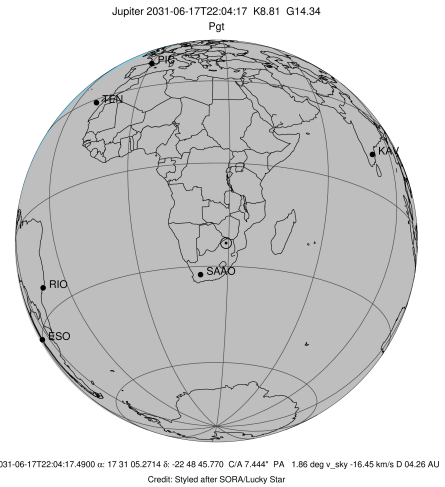 Jupiter 2031-06-17T22:04:17 K8.81 G14.34
Pgt
PIC
TEN
KAV
SAAO
RIO
ESO
031-06-17T22:04:17.4900 α: 17 31 05.2714 δ: -22 48 45.770 C/A 7.444" PA 1.86 deg v_sky -16.45 km/s D 04.26 AU
Credit: Styled after SORA/Lucky Star